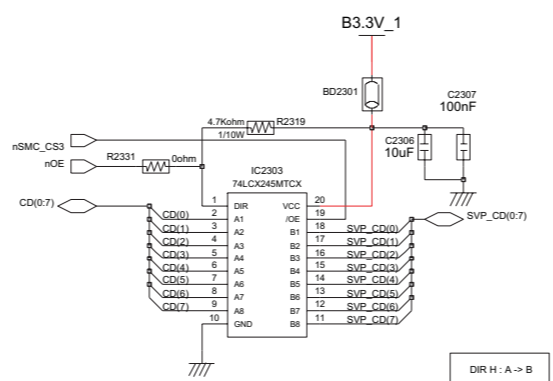 B3.3V_1
BD2301
C2307
100nF
4.7Kohm
R2319
1/10W
C2306
10uF
nSMC_CS3
nOE
R2331
0ohm
IC2303
74LCX245MTCX
CD(0:7)
SVP_CD(0:7)
1 DIR VCC 20
CD(0) 2 A1 /OE 19
CD(1) 3 A2 B1 18 SVP_CD(0)
CD(2) 4 A3 B2 17 SVP_CD(1)
CD(3) 5 A4 B3 16 SVP_CD(2)
CD(4) 6 A5 B4 15 SVP_CD(3)
CD(5) 7 A6 B5 14 SVP_CD(4)
CD(6) 8 A7 B6 13 SVP_CD(5)
CD(7) 9 A8 B7 12 SVP_CD(6)
10 GND B8 11 SVP_CD(7)
DIR H : A -> B